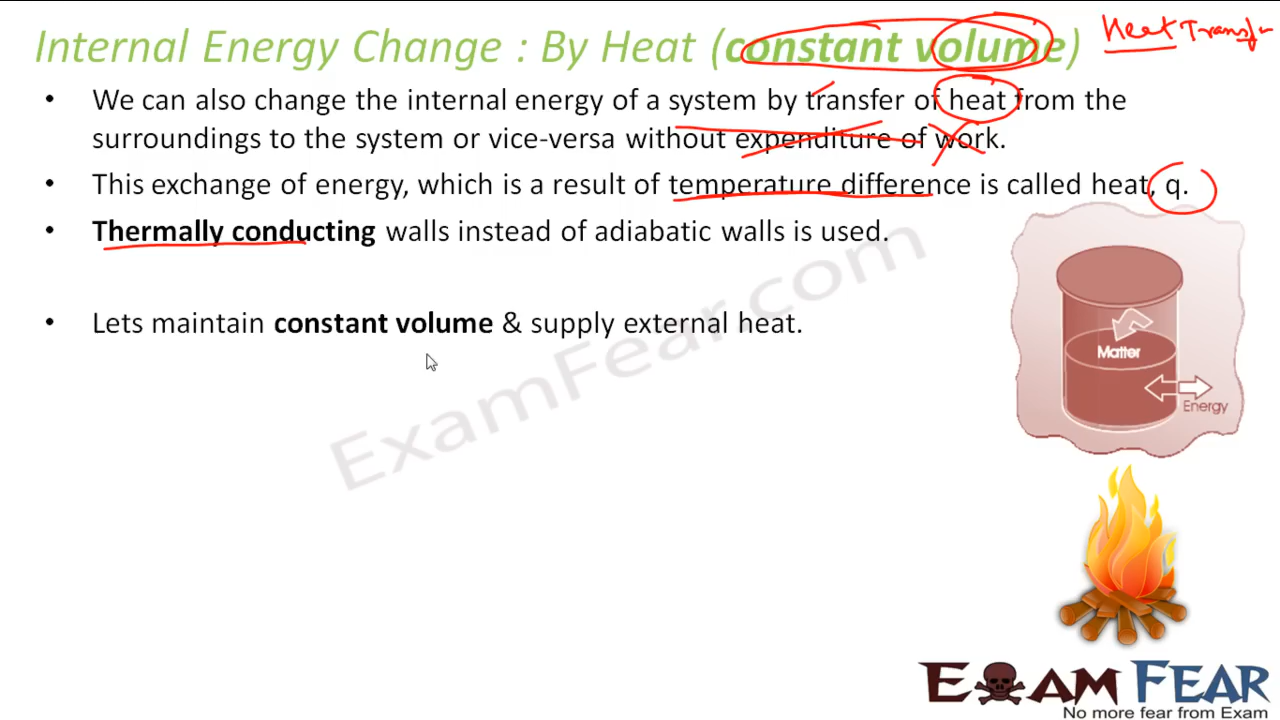 Internal Energy Change : By Heat (constant volume)
Heat Transf
• We can also change the internal energy of a system by transfer of heat from the
surroundings to the system or vice-versa without expenditure of work.
• This exchange of energy, which is a result of temperature difference is called heat, q.
• Thermally conducting walls instead of adiabatic walls is used.
• Lets maintain constant volume & supply external heat.
Matter
Energy
ExamFear.com
EXAM FEAR
No more fear from Exam